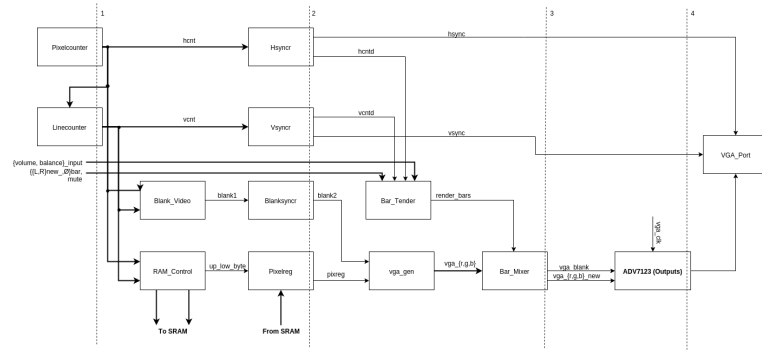 1
2
3
4
Pixelcounter
hcnt
Hsyncr
hsync
hcntd
Linecounter
vcnt
Vsyncr
vcntd
vsync
VGA_Port
{volume, balance}_input
{{L,R}new_,Ø}bar,
mute
Blank_Video
blank1
Blanksyncr
blank2
Bar_Tender
render_bars
vga_clk
RAM_Control
up_low_byte
Pixelreg
pixreg
vga_gen
vga_{r,g,b}
Bar_Mixer
vga_blank
vga_{r,g,b}_new
ADV7123 (Outputs)
To SRAM
From SRAM